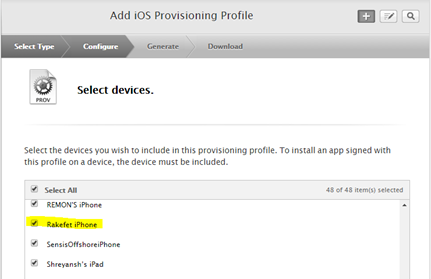 Add iOS Provisioning Profile
Select Type Configure Generate Download
PROV
Select devices.
Select the devices you wish to include in this provisioning profile. To install an app signed with
this profile on a device, the device must be included.
Select All 48 of 48 item(s) selected
REMON'S iPhone
Rakefet iPhone
SensisOffshoreiPhone
Shreyansh's iPad